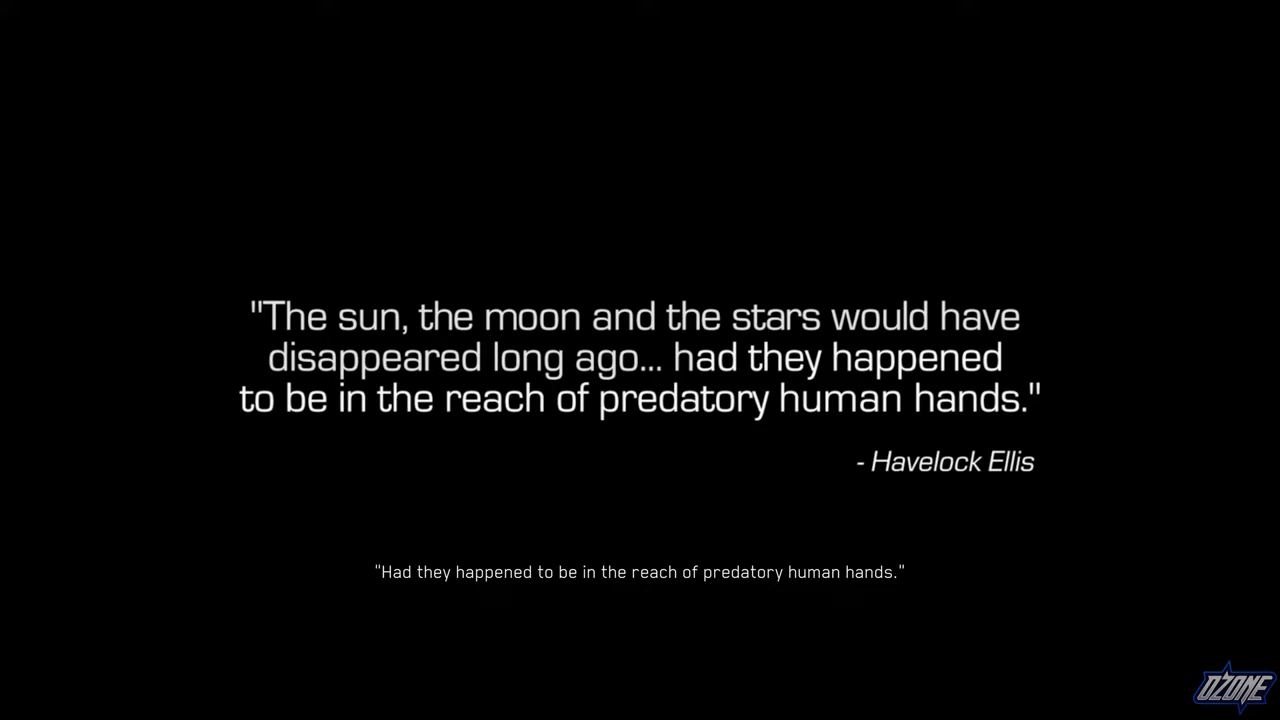 "The sun, the moon and the stars would have
disappeared long ago... had they happened
to be in the reach of predatory human hands."
- Havelock Ellis
"Had they happened to be in the reach of predatory human hands."
OZONE